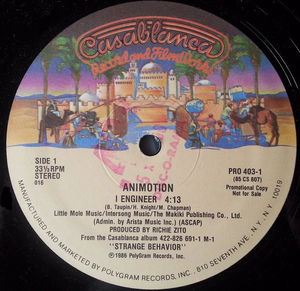 Casablanca
Record and FilmWorks
SIDE 1
33⅓ RPM
STEREO
016
PRO 403-1
(85 CS 607)
Promotional Copy
Not for Sale
ANIMOTION
I ENGINEER 4:13
(B. Taupin/H. Knight/M. Chapman)
Little Mole Music/Intersong Music/The Makiki Publishing Co., Ltd.
(Admin. by Arista Music Inc.) (ASCAP)
PRODUCED BY RICHIE ZITO
From the Casablanca album 422-826 691-1 M-1
"STRANGE BEHAVIOR"
℗ 1986 PolyGram Records, Inc.
MANUFACTURED AND MARKETED BY POLYGRAM RECORDS, INC., 810 SEVENTH AVE., N.Y., N.Y. 10019